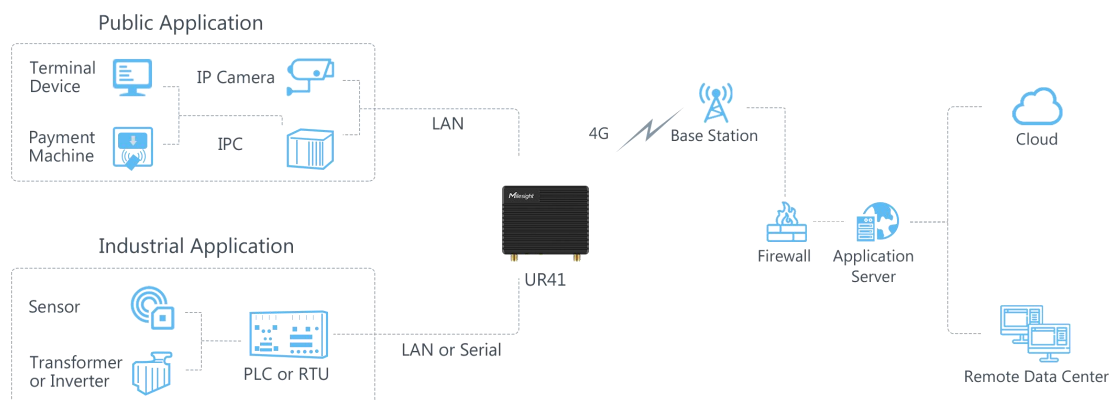 Public Application
Terminal
Device
IP Camera
Payment
Machine
IPC
LAN
4G
Base Station
Cloud
Milesight
UR41
Firewall
Application
Server
Industrial Application
Sensor
Transformer
or Inverter
PLC or RTU
LAN or Serial
Remote Data Center